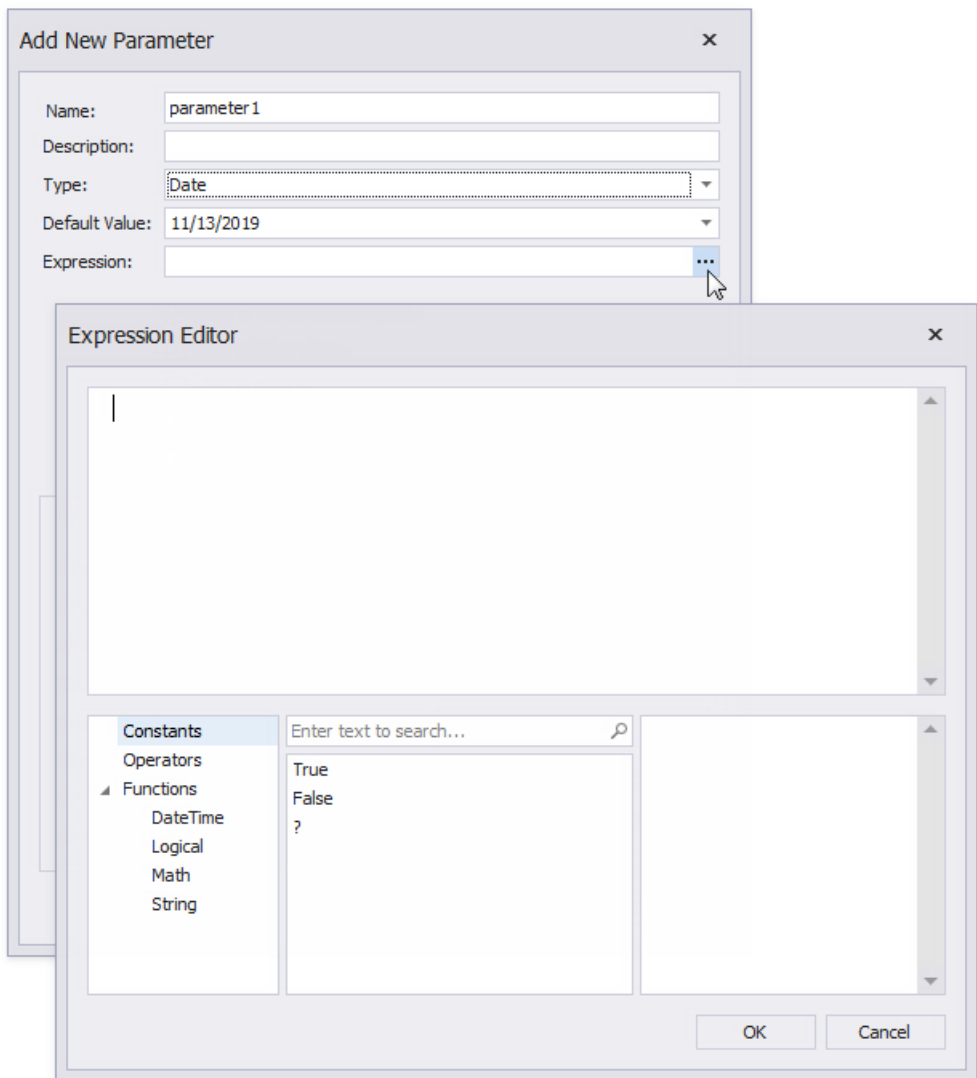 Add New Parameter
Name: parameter1
Description:
Type: Date
Default Value: 11/13/2019
Expression: ...
Expression Editor
Constants
Operators
Functions
DateTime
Logical
Math
String
Enter text to search...
True
False
?
OK Cancel